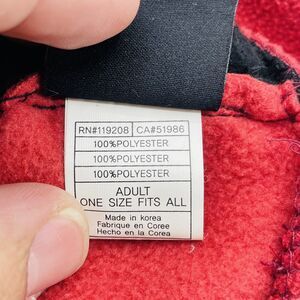 RN#119208 CA#51986
100%POLYESTER
100%POLYESTER
100%POLYESTER
ADULT
ONE SIZE FITS ALL
Made in korea
Fabrique en Coree
Hecho en la Corea